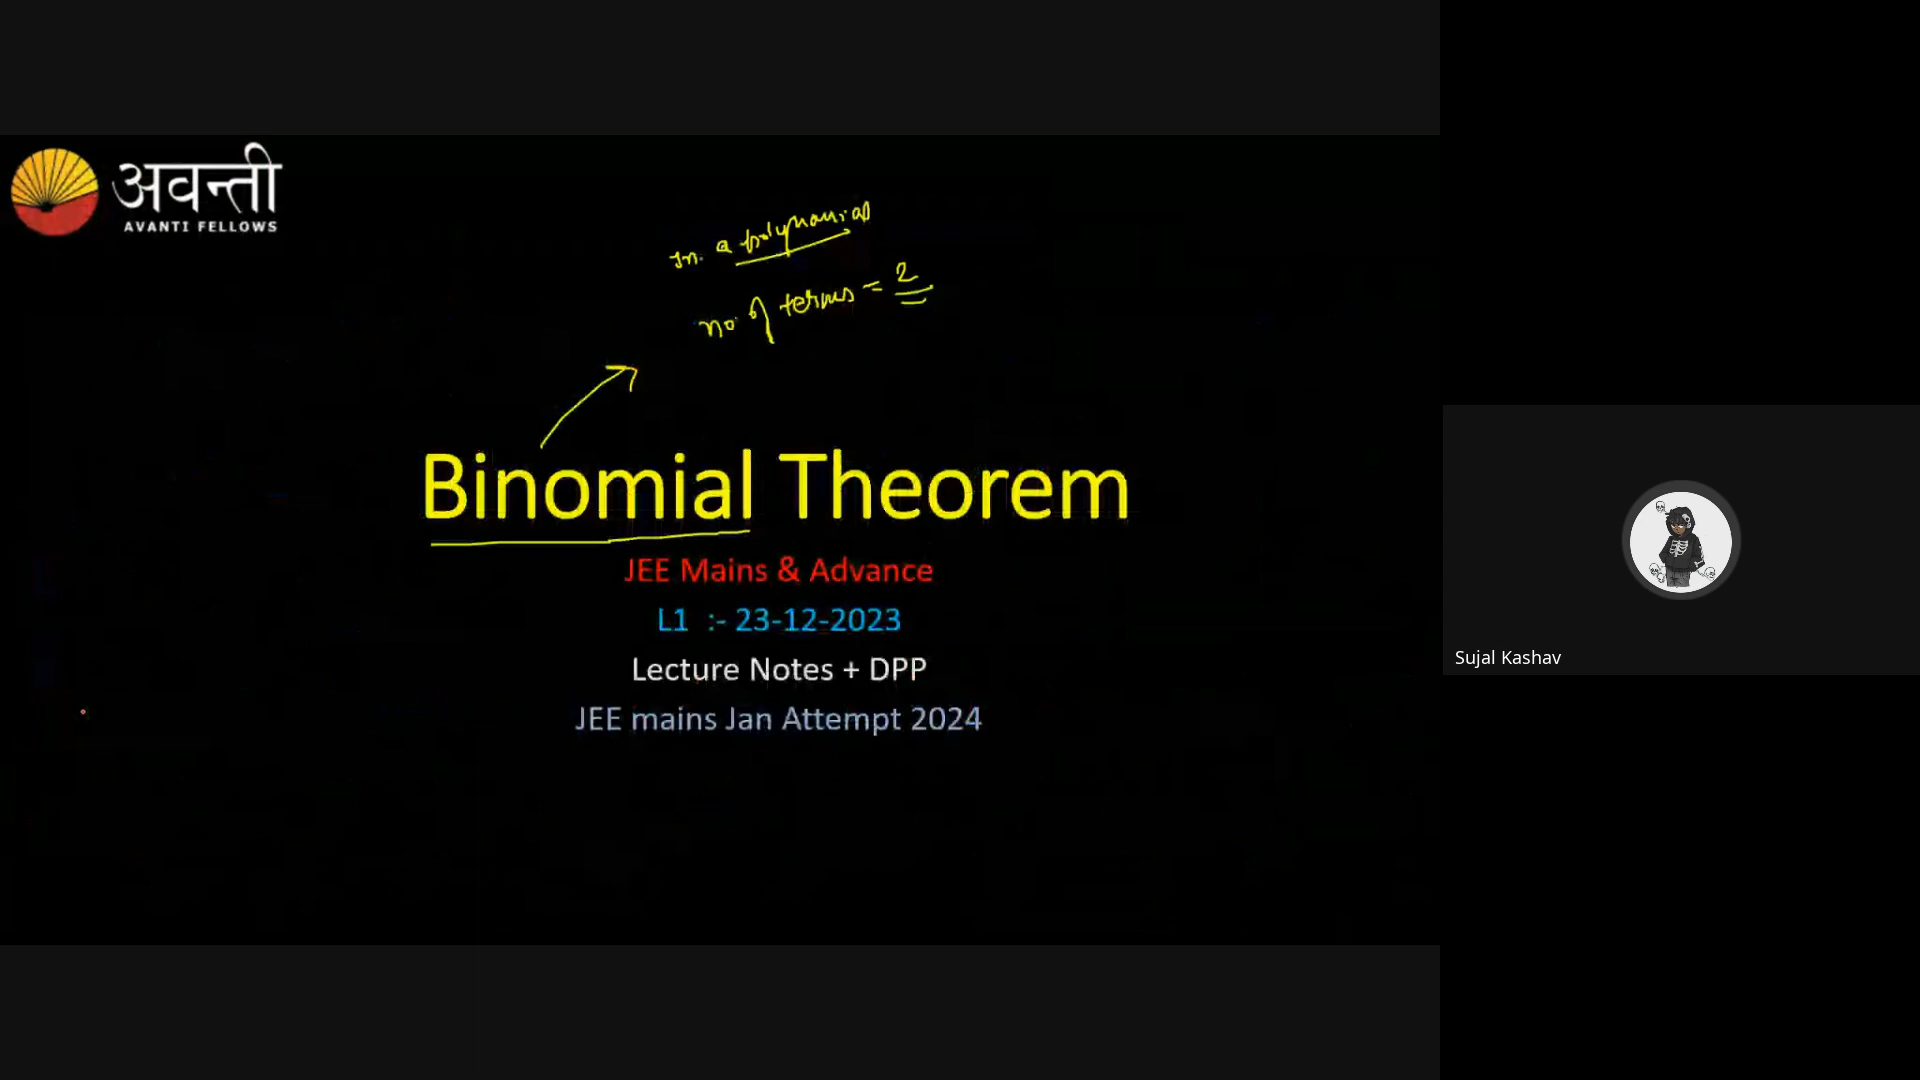 अवन्ती
AVANTI FELLOWS
In a polynomial
no. of terms = 2
Binomial Theorem
JEE Mains & Advance
L1 :- 23-12-2023
Lecture Notes + DPP
JEE mains Jan Attempt 2024
Sujal Kashav